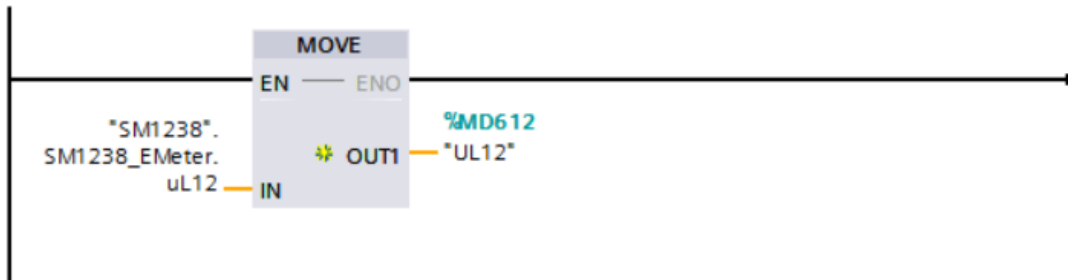 MOVE
EN ENO
"SM1238".
SM1238_EMeter.
uL12
IN
OUT1
%MD612
"UL12"